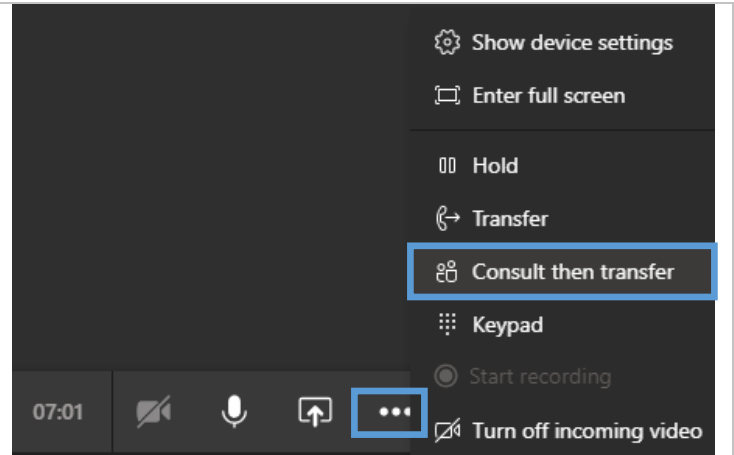 Show device settings
Enter full screen
Hold
Transfer
Consult then transfer
Keypad
Start recording
07:01
Turn off incoming video